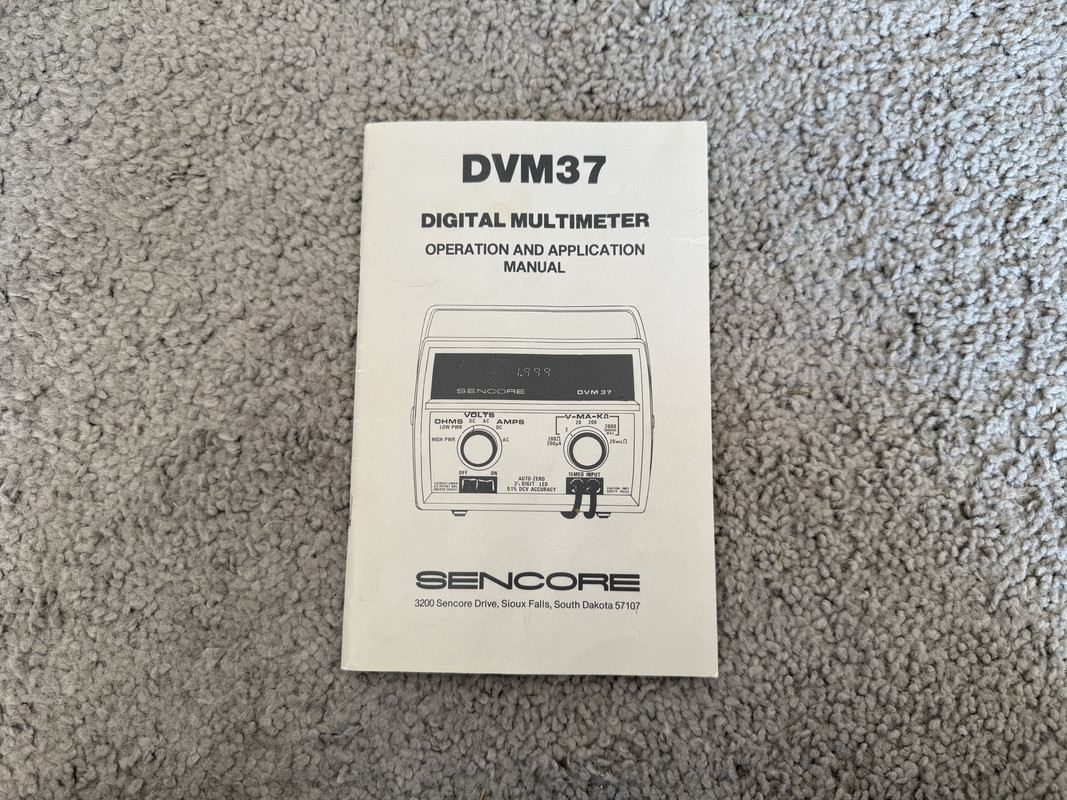 DVM37
DIGITAL MULTIMETER
OPERATION AND APPLICATION
MANUAL
1.999
SENCORE
DVM 37
VOLTS
OHMS DC AC AMPS
LOW PWR DC
HIGH PWR AC
V-MA-KΩ
20 200
2 2000
200Ω
200µA
20MEGΩ
OFF ON
AUTO-ZERO
3½ DIGIT LED
0.1% DCV ACCURACY
15MEG INPUT
SENCORE
3200 Sencore Drive, Sioux Falls, South Dakota 57107